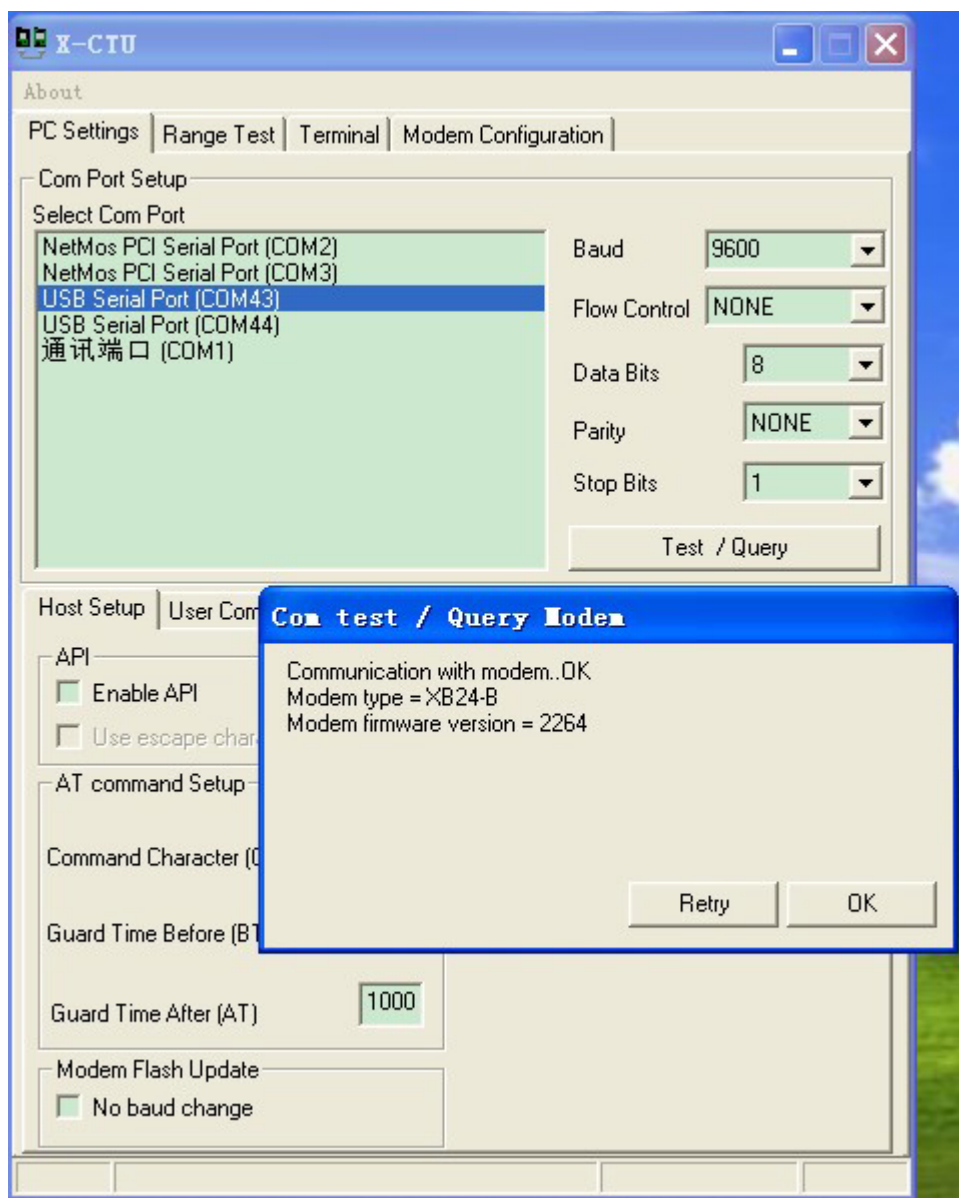 X-CTU
About
PC Settings Range Test Terminal Modem Configuration
Com Port Setup
Select Com Port
NetMos PCI Serial Port (COM2)
NetMos PCI Serial Port (COM3)
USB Serial Port (COM43)
USB Serial Port (COM44)
通讯端口 (COM1)
Baud 9600
Flow Control NONE
Data Bits 8
Parity NONE
Stop Bits 1
Test / Query
Host Setup User Com
Com test / Query Modem
Communication with modem..OK
Modem type = XB24-B
Modem firmware version = 2264
Retry OK
API
Enable API
Use escape char
AT command Setup
Command Character (C
Guard Time Before (BT
Guard Time After (AT) 1000
Modem Flash Update
No baud change